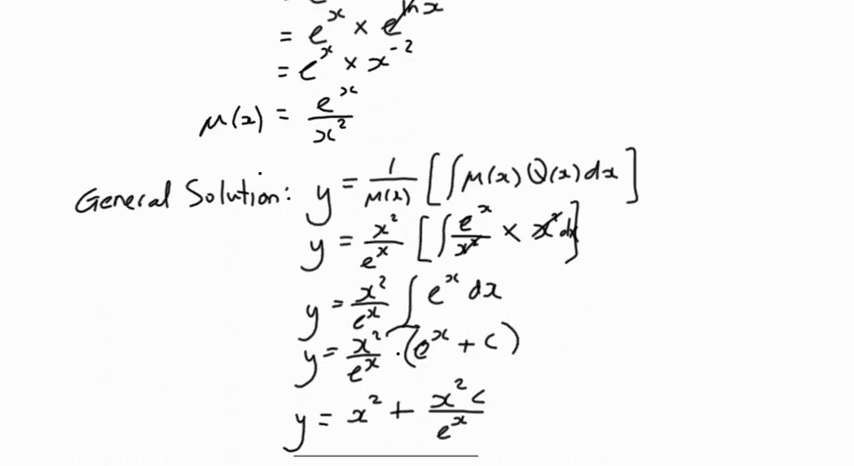 = e^x × e^ln x
= e^x × x^-2
μ(x) = e^x/x^2
General Solution: y = 1/μ(x) [∫μ(x)Q(x)dx]
y = x^2/e^x [∫e^x/x^2 × x^2 dx]
y = x^2/e^x ∫e^x dx
y = x^2/e^x · (e^x + c)
y = x^2 + x^2c/e^x